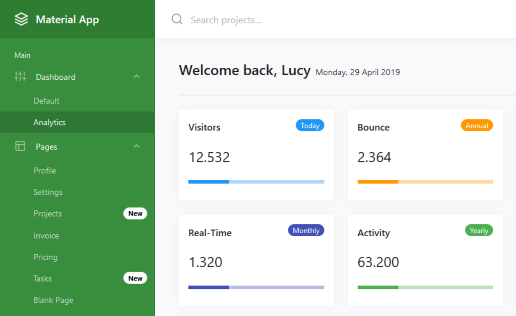 Material App
Search projects...
Main
Dashboard
Default
Analytics
Pages
Profile
Settings
Projects New
Invoice
Pricing
Tasks New
Blank Page
Welcome back, Lucy Monday, 29 April 2019
Visitors Today
12.532
Bounce Annual
2.364
Real-Time Monthly
1.320
Activity Yearly
63.200